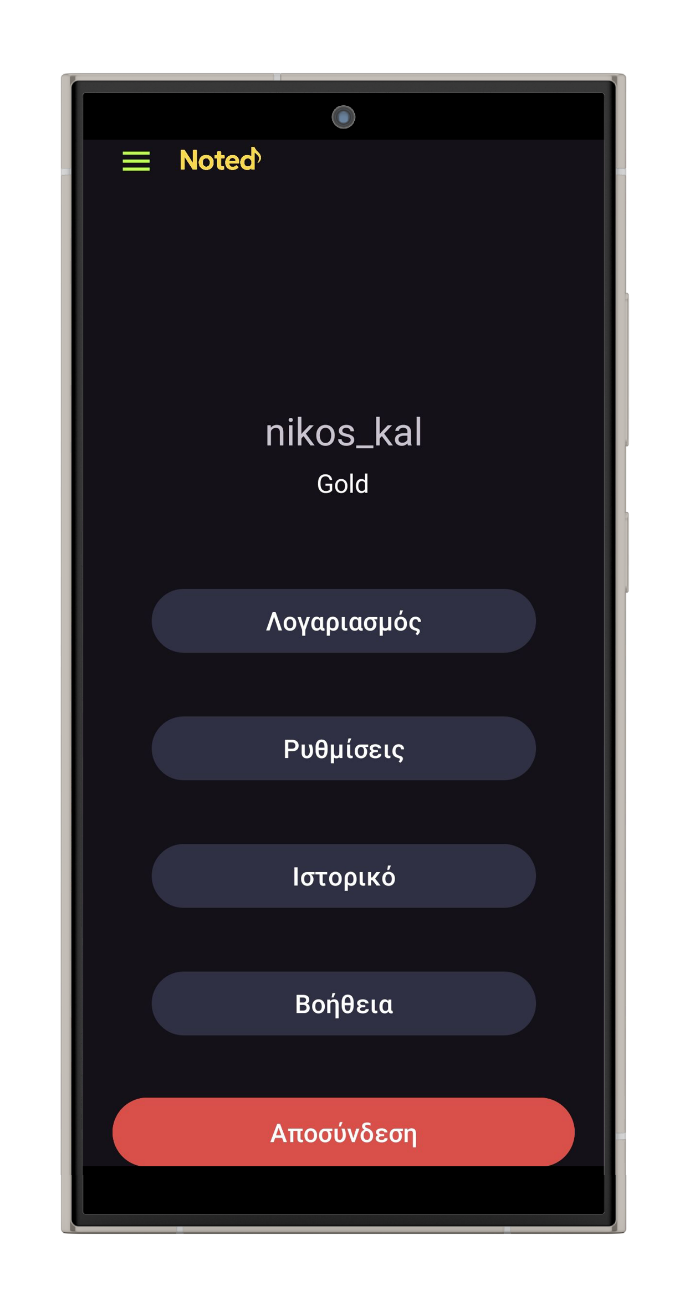 Noted
nikos_kal
Gold
Λογαριασμός
Ρυθμίσεις
Ιστορικό
Βοήθεια
Αποσύνδεση